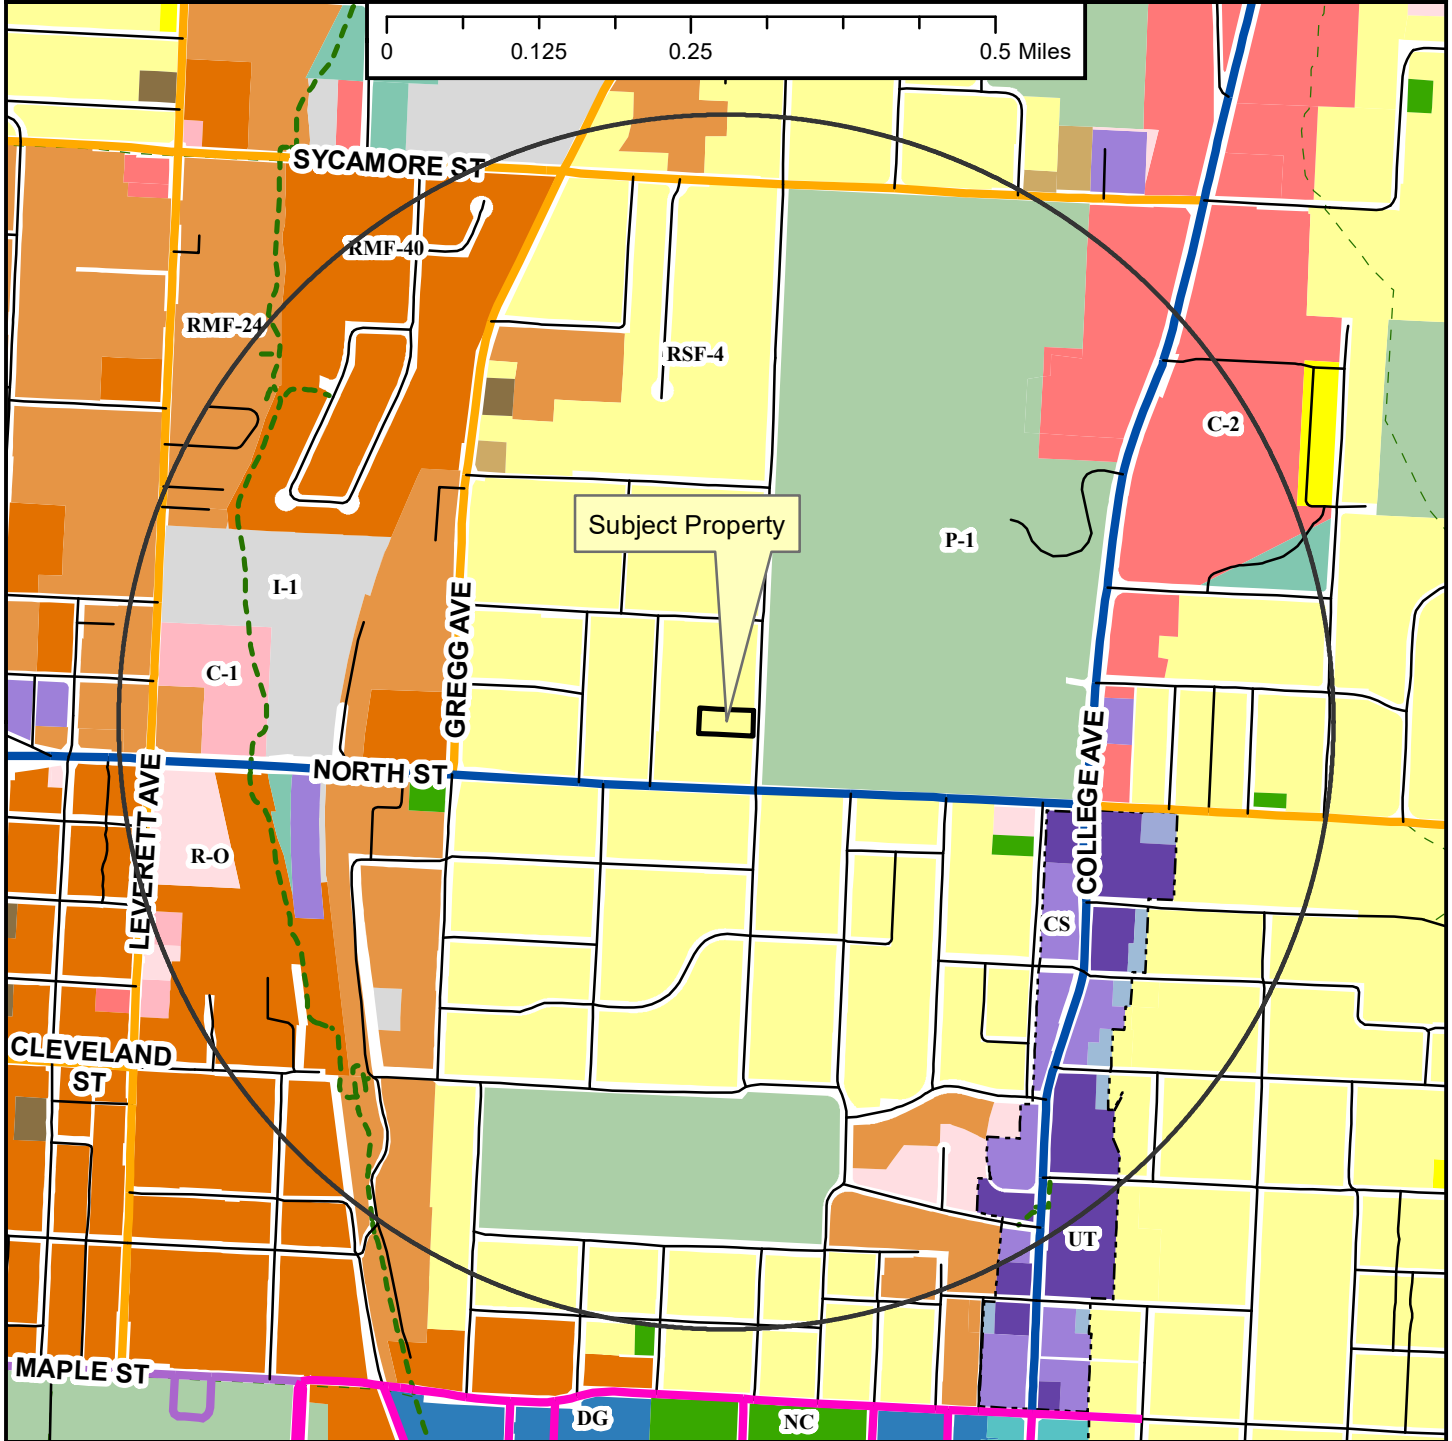 0 0.125 0.25 0.5 Miles
SYCAMORE ST
RMF-40
RMF-24
RSF-4
C-2
Subject Property
P-1
I-1
GREGG AVE
C-1
COLLEGE AVE
LEVERETT AVE
NORTH ST
R-O
CS
CLEVELAND
ST
UT
MAPLE ST
DG
NC